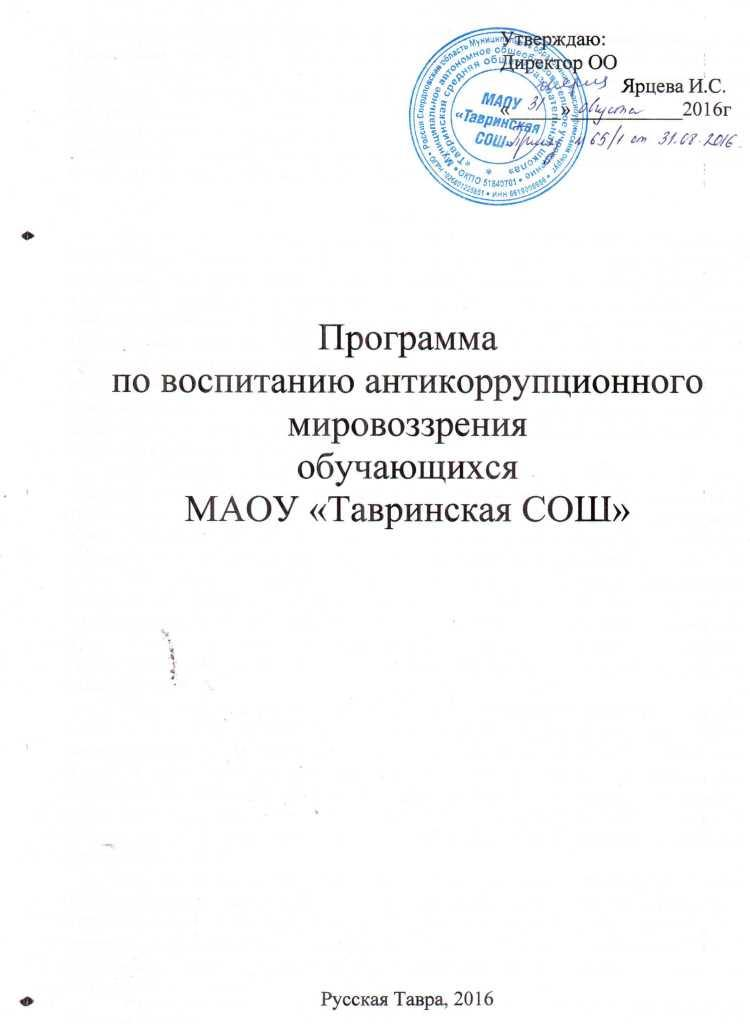 Утверждаю:
Директор ОО
Ярцева И.С.
« 31 » августа 2016г
Приказ № 65/1 от 31.08.2016
МАОУ
«Тавринская
СОШ»
Программа
по воспитанию антикоррупционного
мировоззрения
обучающихся
МАОУ «Тавринская СОШ»
Русская Тавра, 2016